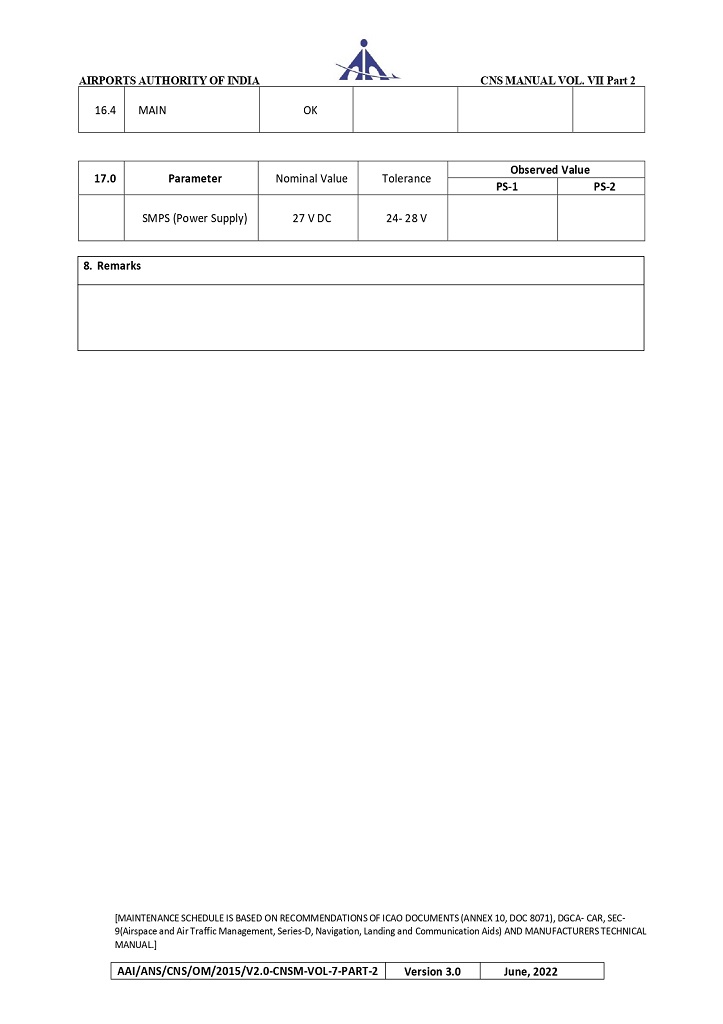 AIRPORTS AUTHORITY OF INDIA CNS MANUAL VOL. VII Part 2
16.4 MAIN OK
17.0 Parameter Nominal Value Tolerance Observed Value
PS-1 PS-2
SMPS (Power Supply) 27 V DC 24- 28 V
8. Remarks
[MAINTENANCE SCHEDULE IS BASED ON RECOMMENDATIONS OF ICAO DOCUMENTS (ANNEX 10, DOC 8071), DGCA- CAR, SEC-
9(Airspace and Air Traffic Management, Series-D, Navigation, Landing and Communication Aids) AND MANUFACTURERS TECHNICAL
MANUAL.]
AAI/ANS/CNS/OM/2015/V2.0-CNSM-VOL-7-PART-2 Version 3.0 June, 2022